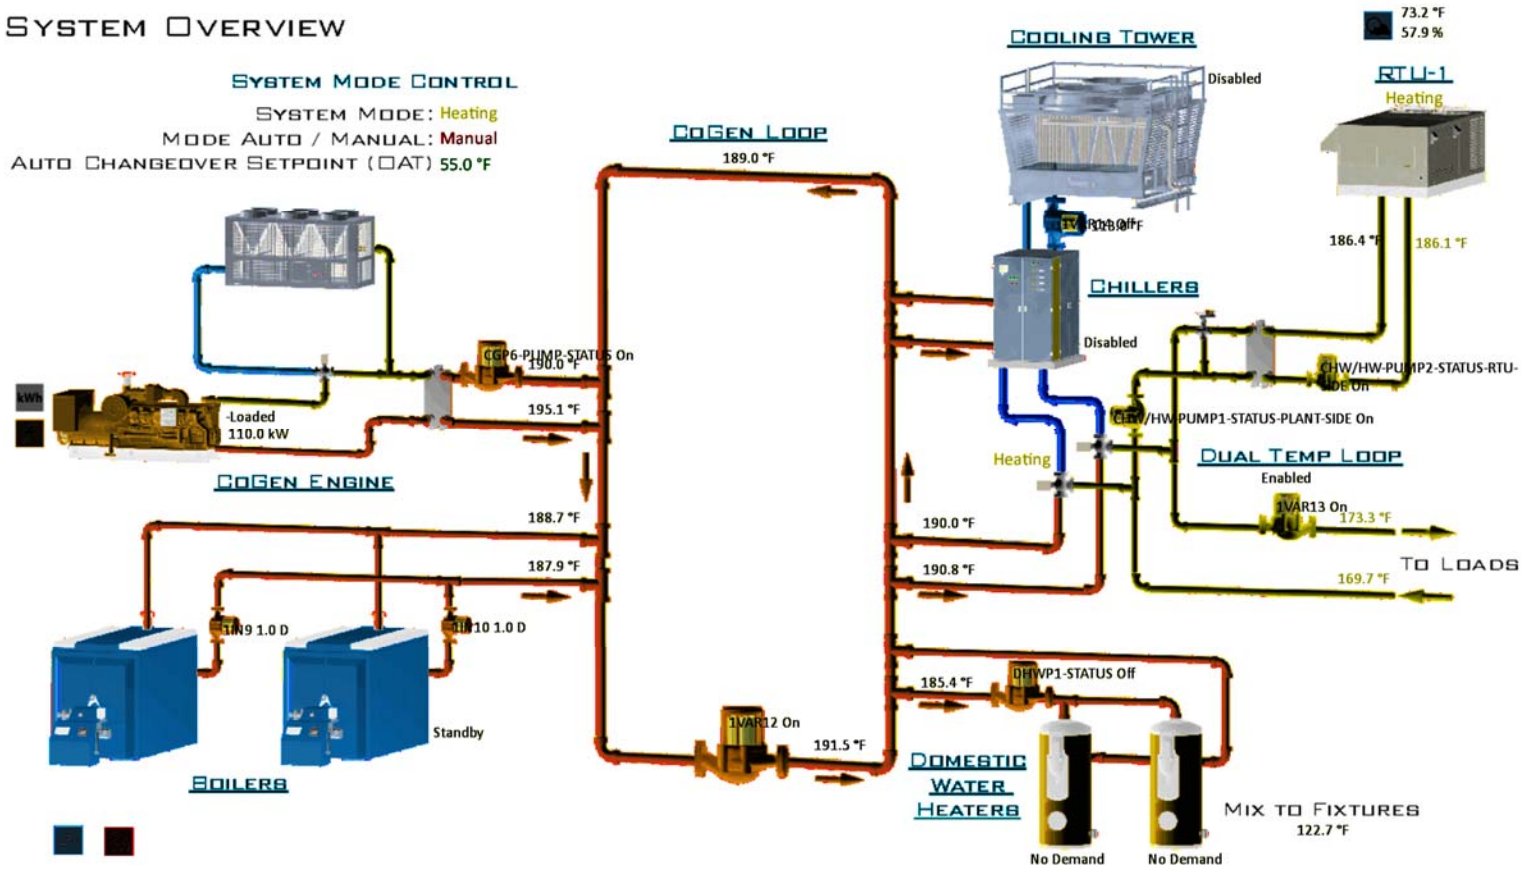 SYSTEM OVERVIEW
73.2 °F
57.9 %
SYSTEM MODE CONTROL
SYSTEM MODE: Heating
MODE AUTO / MANUAL: Manual
AUTO CHANGEOVER SETPOINT (OAT) 55.0 °F
COOLING TOWER
Disabled
RTU-1
Heating
COGEN LOOP
189.0 °F
Off
186.4 °F
186.1 °F
CHILLERS
Disabled
CGP6-PUMP-STATUS On
190.0 °F
195.1 °F
kWh
-Loaded
110.0 kW
COGEN ENGINE
CHW/HW-PUMP2-STATUS-RTU-
SIDE On
CHW/HW-PUMP1-STATUS-PLANT-SIDE On
Heating
DUAL TEMP LOOP
Enabled
1VAR13 On
173.3 °F
TO LOADS
169.7 °F
188.7 °F
187.9 °F
190.0 °F
190.8 °F
1IN9 1.0 D
1IN10 1.0 D
Standby
BOILERS
1VAR12 On
191.5 °F
185.4 °F
DHWP1-STATUS Off
DOMESTIC
WATER
HEATERS
MIX TO FIXTURES
122.7 °F
No Demand
No Demand